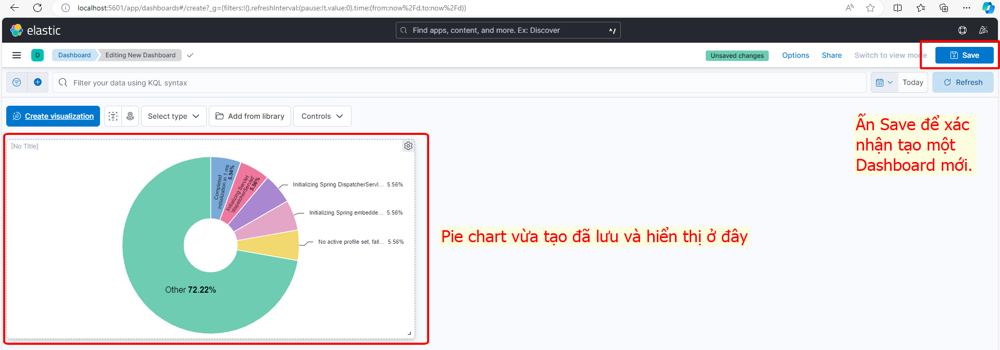 localhost:5601/app/dashboards#/create?_g=(filters:!(),refreshInterval:(pause:!t,value:0),time:(from:now%2Fd,to:now%2Fd))
elastic
Find apps, content, and more. Ex: Discover
^/
D
Dashboard
Editing New Dashboard
Unsaved changes
Options
Share
Switch to view mode
Save
Filter your data using KQL syntax
Today
Refresh
Create visualization
Select type
Add from library
Controls
Ấn Save để xác
nhận tạo một
Dashboard mới.
[No Title]
Completed
initialization in 1 ms
5.56%
Initializing Servlet
'dispatcherServlet'
5.56%
Initializing Spring DispatcherServl... 5.56%
Initializing Spring embedde... 5.56%
No active profile set, fall... 5.56%
Other 72.22%
Pie chart vừa tạo đã lưu và hiển thị ở đây